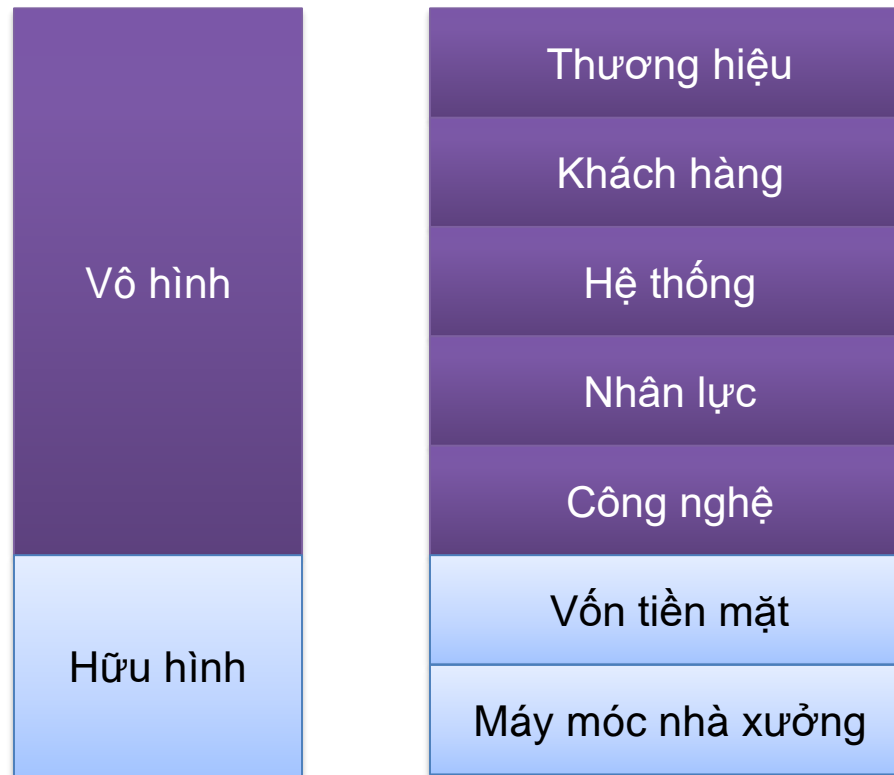 Vô hình
Hữu hình
Thương hiệu
Khách hàng
Hệ thống
Nhân lực
Công nghệ
Vốn tiền mặt
Máy móc nhà xưởng